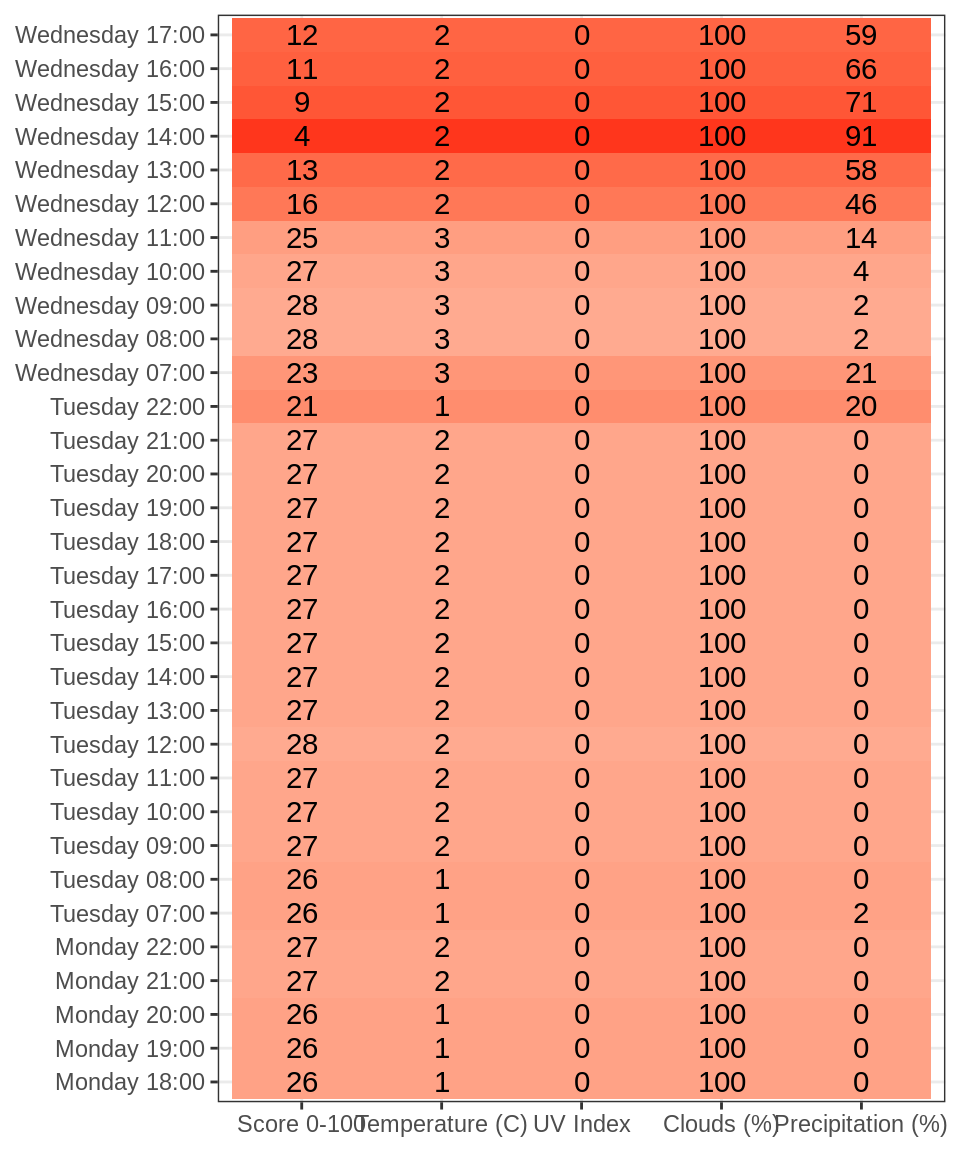 Wednesday 17:00 12 2 0 100 59
Wednesday 16:00 11 2 0 100 66
Wednesday 15:00 9 2 0 100 71
Wednesday 14:00 4 2 0 100 91
Wednesday 13:00 13 2 0 100 58
Wednesday 12:00 16 2 0 100 46
Wednesday 11:00 25 3 0 100 14
Wednesday 10:00 27 3 0 100 4
Wednesday 09:00 28 3 0 100 2
Wednesday 08:00 28 3 0 100 2
Wednesday 07:00 23 3 0 100 21
Tuesday 22:00 21 1 0 100 20
Tuesday 21:00 27 2 0 100 0
Tuesday 20:00 27 2 0 100 0
Tuesday 19:00 27 2 0 100 0
Tuesday 18:00 27 2 0 100 0
Tuesday 17:00 27 2 0 100 0
Tuesday 16:00 27 2 0 100 0
Tuesday 15:00 27 2 0 100 0
Tuesday 14:00 27 2 0 100 0
Tuesday 13:00 27 2 0 100 0
Tuesday 12:00 28 2 0 100 0
Tuesday 11:00 27 2 0 100 0
Tuesday 10:00 27 2 0 100 0
Tuesday 09:00 27 2 0 100 0
Tuesday 08:00 26 1 0 100 0
Tuesday 07:00 26 1 0 100 2
Monday 22:00 27 2 0 100 0
Monday 21:00 27 2 0 100 0
Monday 20:00 26 1 0 100 0
Monday 19:00 26 1 0 100 0
Monday 18:00 26 1 0 100 0
Score 0-100 Temperature (C) UV Index Clouds (%) Precipitation (%)